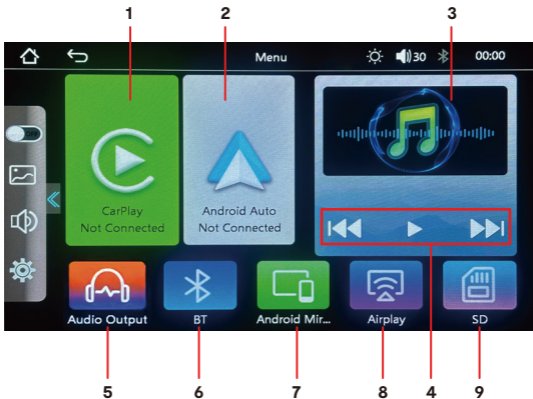 1
2
3
Menu
30
00:00
OFF
CarPlay
Not Connected
Android Auto
Not Connected
Audio Output
BT
Android Mir...
Airplay
SD
5
6
7
8
4
9